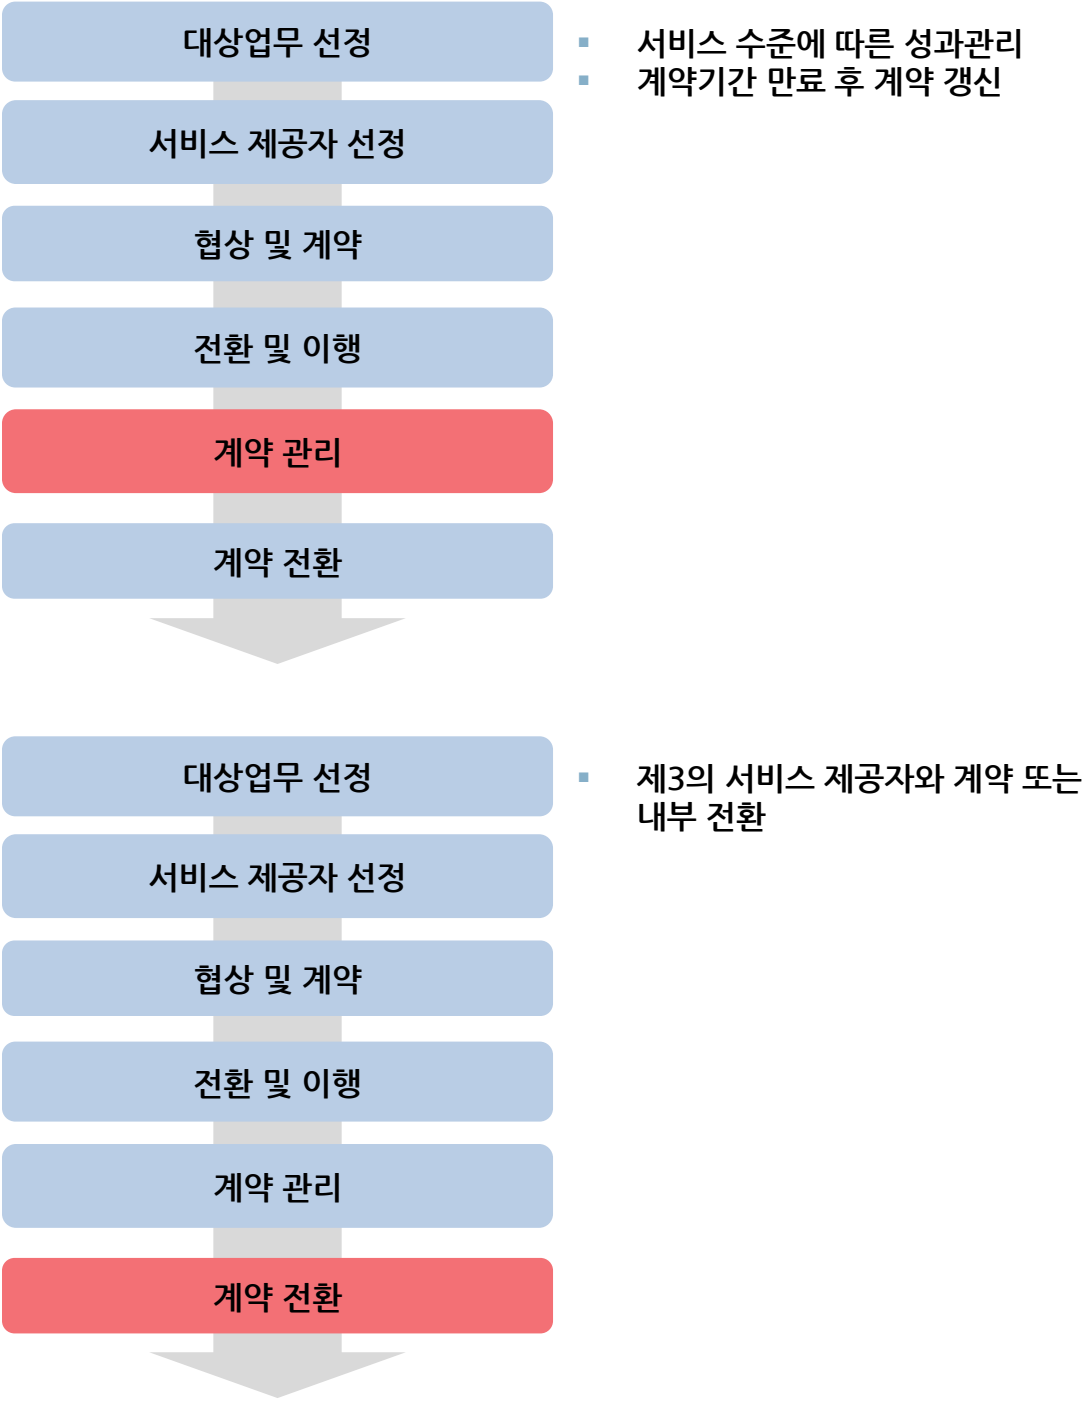 대상업무 선정
서비스 제공자 선정
협상 및 계약
전환 및 이행
계약 관리
계약 전환
서비스 수준에 따른 성과관리
계약기간 만료 후 계약 갱신
대상업무 선정
서비스 제공자 선정
협상 및 계약
전환 및 이행
계약 관리
계약 전환
제3의 서비스 제공자와 계약 또는
내부 전환